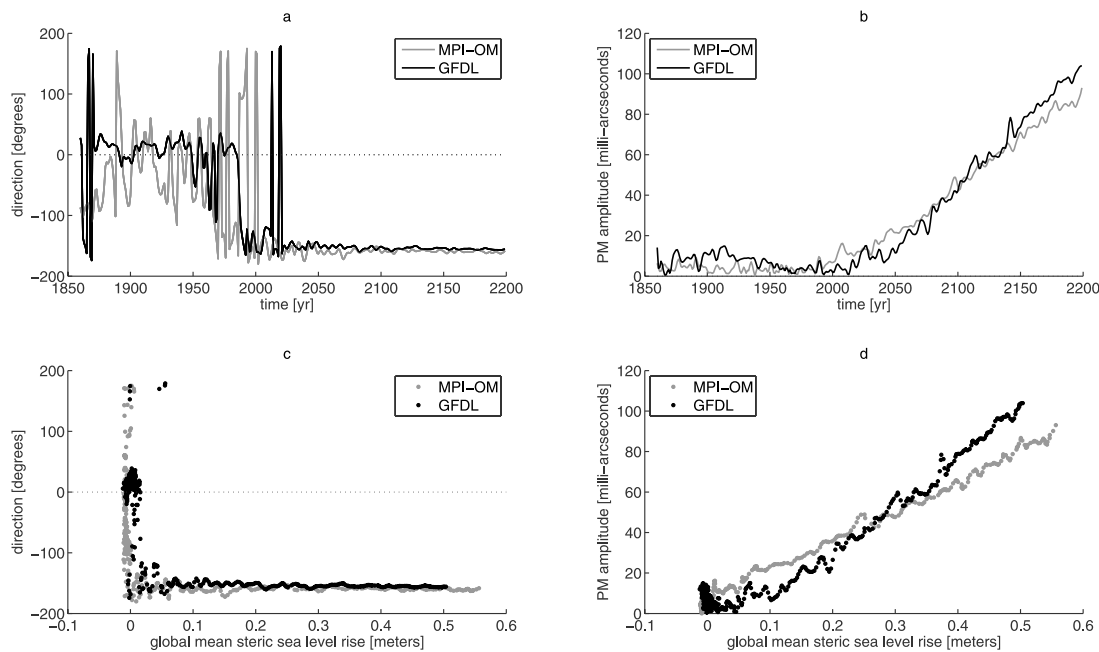 a
200
100
0
−100
−200
direction [degrees]
1850 1900 1950 2000 2050 2100 2150 2200
time [yr]
MPI−OM
GFDL
b
120
100
80
60
40
20
0
PM amplitude [milli−arcseconds]
1850 1900 1950 2000 2050 2100 2150 2200
time [yr]
MPI−OM
GFDL
c
200
100
0
−100
−200
direction [degrees]
−0.1 0 0.1 0.2 0.3 0.4 0.5 0.6
global mean steric sea level rise [meters]
MPI−OM
GFDL
d
120
100
80
60
40
20
0
PM amplitude [milli−arcseconds]
−0.1 0 0.1 0.2 0.3 0.4 0.5 0.6
global mean steric sea level rise [meters]
MPI−OM
GFDL